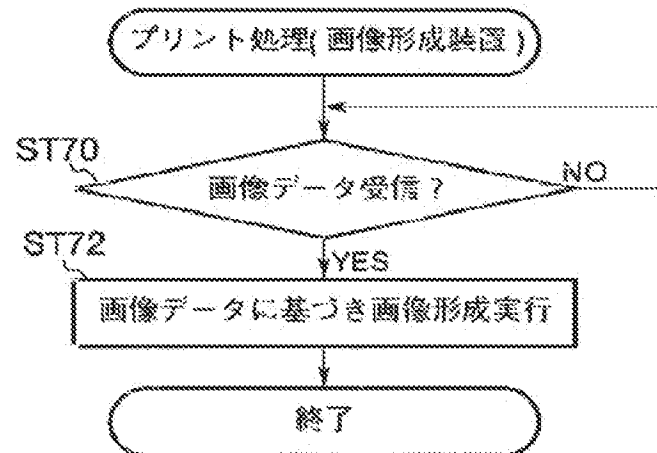 プリント処理( 画像形成装置 )
ST70
画像データ受信 ?
NO
ST72
YES
画像データに基づき画像形成実行
終了